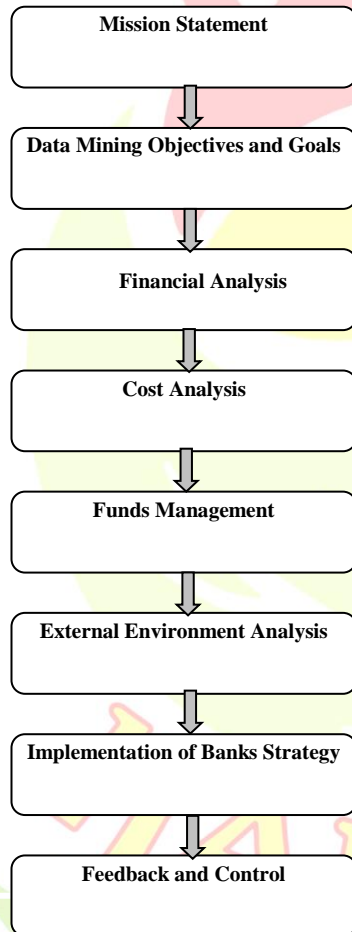 Mission Statement
Data Mining Objectives and Goals
Financial Analysis
Cost Analysis
Funds Management
External Environment Analysis
Implementation of Banks Strategy
Feedback and Control